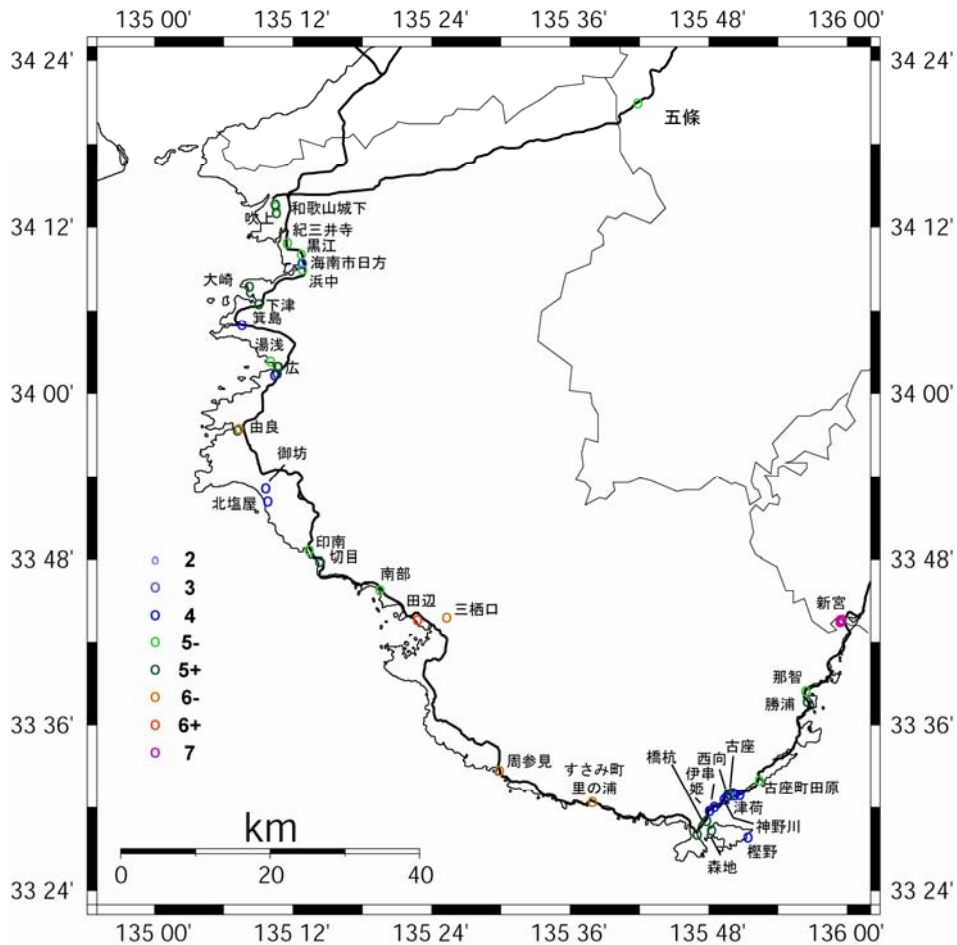 135 00' 135 12' 135 24' 135 36' 135 48' 136 00'
34 24' 34 24'
五條
和歌山城下
吹上
34 12' 34 12'
紀三井寺
黒江
海南市日方
大崎 浜中
下津
箕島
湯浅
広
34 00' 34 00'
由良
御坊
北塩屋
印南
33 48' 切目 33 48'
南部
田辺 三栖口
新宮
2
3
4
5-
5+
6-
6+
7
那智
勝浦
33 36' 33 36'
古座
西向
橋杭 伊串
姫
周参見
すさみ町
里の浦
古座町田原
津荷
神野川
樫野
森地
km
0 20 40
33 24' 33 24'
135 00' 135 12' 135 24' 135 36' 135 48' 136 00'